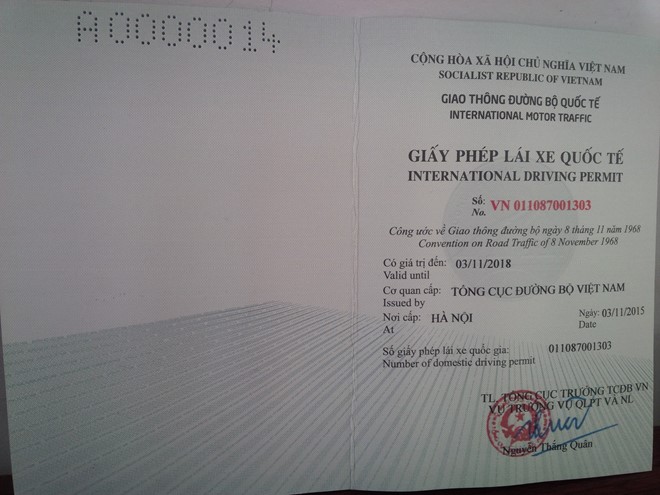 A0000014
CỘNG HÒA XÃ HỘI CHỦ NGHĨA VIỆT NAM
SOCIALIST REPUBLIC OF VIETNAM
GIAO THÔNG ĐƯỜNG BỘ QUỐC TẾ
INTERNATIONAL MOTOR TRAFFIC
GIẤY PHÉP LÁI XE QUỐC TẾ
INTERNATIONAL DRIVING PERMIT
Số: VN 011087001303
No.
Công ước về Giao thông đường bộ ngày 8 tháng 11 năm 1968
Convention on Road Traffic of 8 November 1968
Có giá trị đến: 03/11/2018
Valid until
Cơ quan cấp: TỔNG CỤC ĐƯỜNG BỘ VIỆT NAM
Issued by
Nơi cấp: HÀ NỘI Ngày: 03/11/2015
At Date
Số giấy phép lái xe quốc gia: 011087001303
Number of domestic driving permit
TL. TỔNG CỤC TRƯỞNG TCĐB VN
VỤ TRƯỞNG VỤ QLPT VÀ NL
Nguyễn Thắng Quân